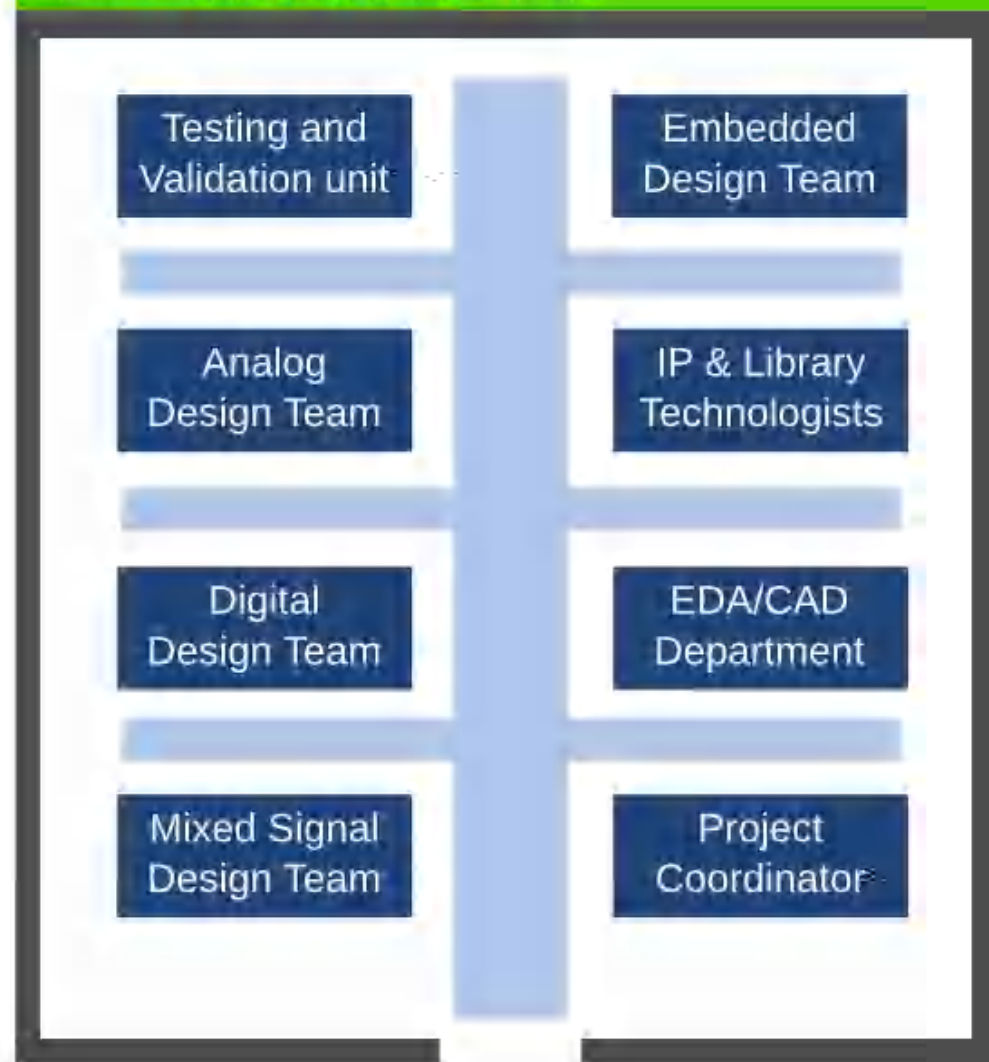 Testing and
Validation unit
Embedded
Design Team
Analog
Design Team
IP & Library
Technologists
Digital
Design Team
EDA/CAD
Department
Mixed Signal
Design Team
Project
Coordinator